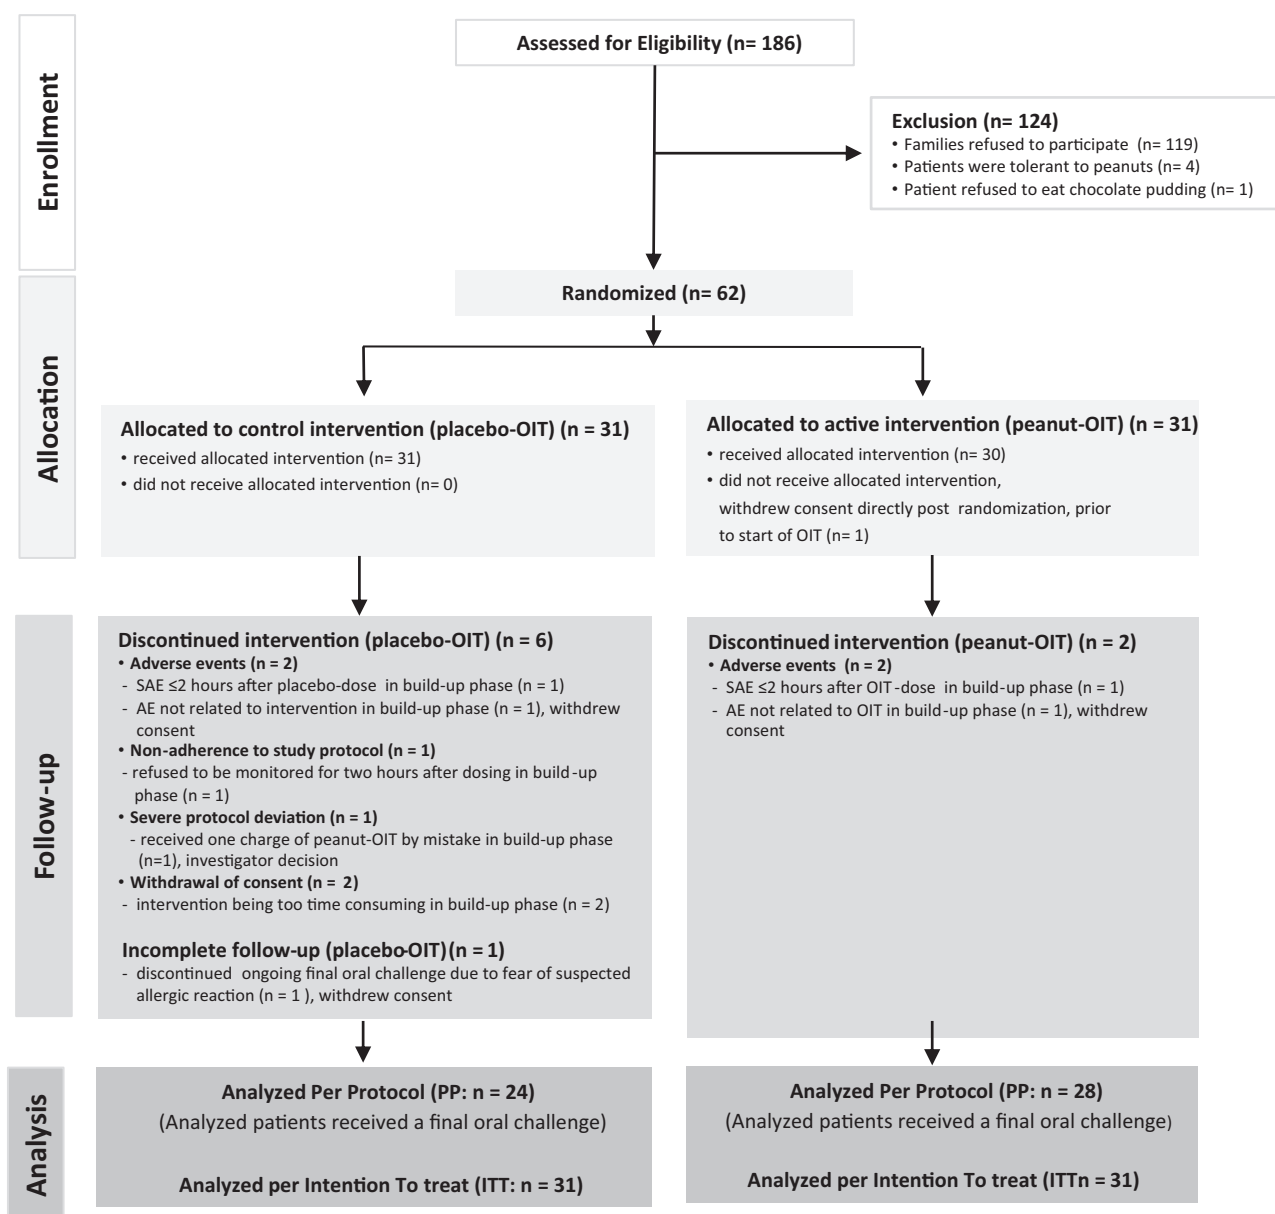 Enrollment
Assessed for Eligibility (n= 186)
Exclusion (n= 124)
• Families refused to participate (n= 119)
• Patients were tolerant to peanuts (n= 4)
• Patient refused to eat chocolate pudding (n= 1)
Allocation
Randomized (n= 62)
Allocated to control intervention (placebo-OIT) (n = 31)
• received allocated intervention (n= 31)
• did not receive allocated intervention (n= 0)
Allocated to active intervention (peanut-OIT) (n = 31)
• received allocated intervention (n= 30)
• did not receive allocated intervention,
withdrew consent directly post randomization, prior
to start of OIT (n= 1)
Follow-up
Discontinued intervention (placebo-OIT) (n = 6)
• Adverse events (n = 2)
- SAE ≤2 hours after placebo-dose in build-up phase (n = 1)
- AE not related to intervention in build-up phase (n = 1), withdrew
consent
• Non-adherence to study protocol (n = 1)
- refused to be monitored for two hours after dosing in build-up
phase (n = 1)
• Severe protocol deviation (n = 1)
- received one charge of peanut-OIT by mistake in build-up phase
(n=1), investigator decision
• Withdrawal of consent (n = 2)
- intervention being too time consuming in build-up phase (n = 2)
Incomplete follow-up (placebo-OIT) (n = 1)
- discontinued ongoing final oral challenge due to fear of suspected
allergic reaction (n = 1 ), withdrew consent
Discontinued intervention (peanut-OIT) (n = 2)
• Adverse events (n = 2)
- SAE ≤2 hours after OIT-dose in build-up phase (n = 1)
- AE not related to OIT in build-up phase (n = 1), withdrew
consent
Analysis
Analyzed Per Protocol (PP: n = 24)
(Analyzed patients received a final oral challenge)
Analyzed per Intention To treat (ITT: n = 31)
Analyzed Per Protocol (PP: n = 28)
(Analyzed patients received a final oral challenge)
Analyzed per Intention To treat (ITTn = 31)